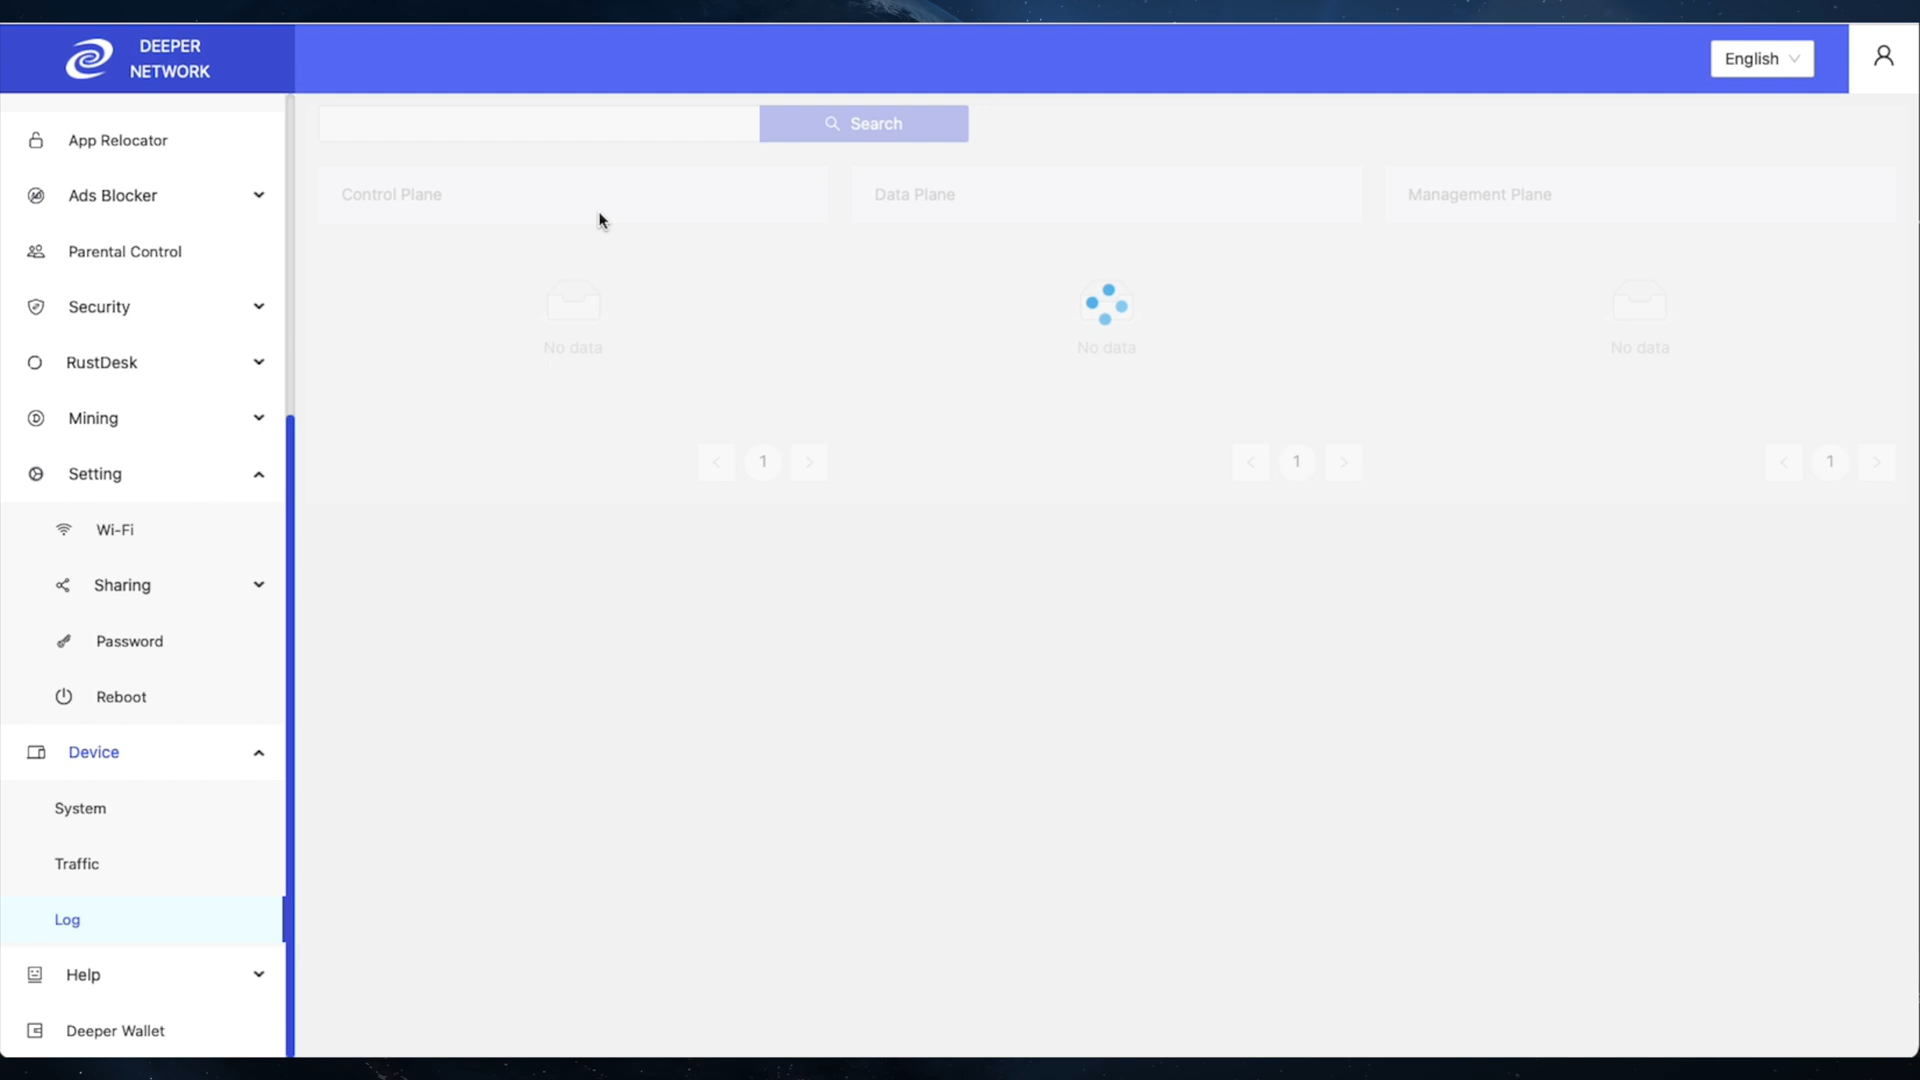 DEEPER
NETWORK
English
App Relocator
Ads Blocker
Parental Control
Security
RustDesk
Mining
Setting
Wi-Fi
Sharing
Password
Reboot
Device
System
Traffic
Log
Help
Deeper Wallet
Search
Control Plane
Data Plane
Management Plane
No data
No data
No data
< 1 >
< 1 >
< 1 >